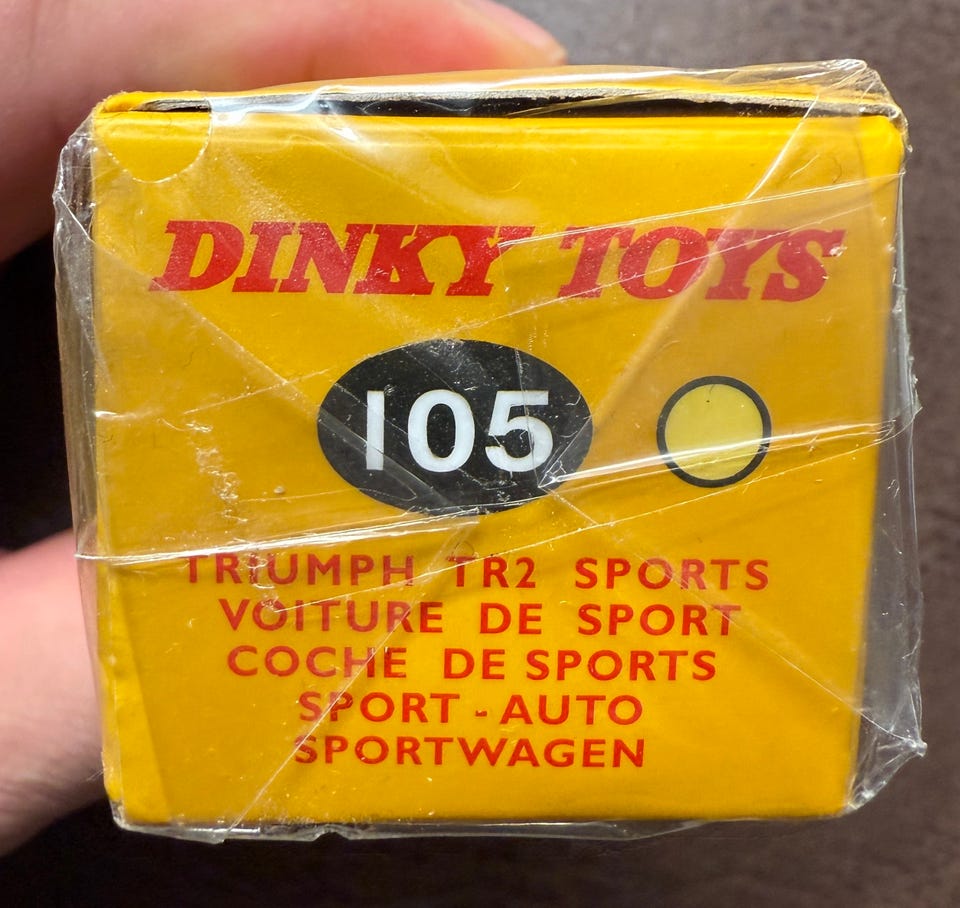 DINKY TOYS
105
TRIUMPH TR2 SPORTS
VOITURE DE SPORT
COCHE DE SPORTS
SPORT-AUTO
SPORTWAGEN